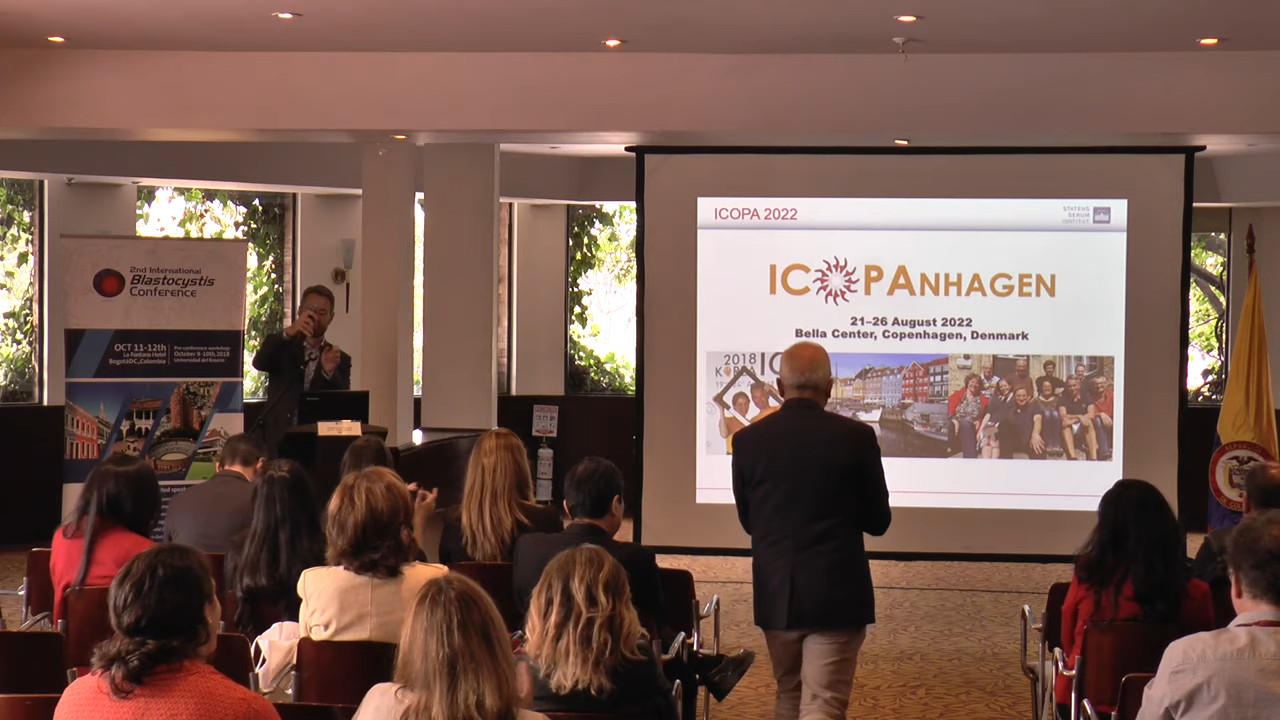 2nd International
Blastocystis
Conference
OCT 11-12th
La Fontana Hotel
Bogotá D.C., Colombia
Pre-conference workshop:
October 9-10th, 2018
Universidad del Rosario
ICOPA 2022
STATENS
SERUM
INSTITUT
ICOPANHAGEN
21–26 August 2022
Bella Center, Copenhagen, Denmark
2018